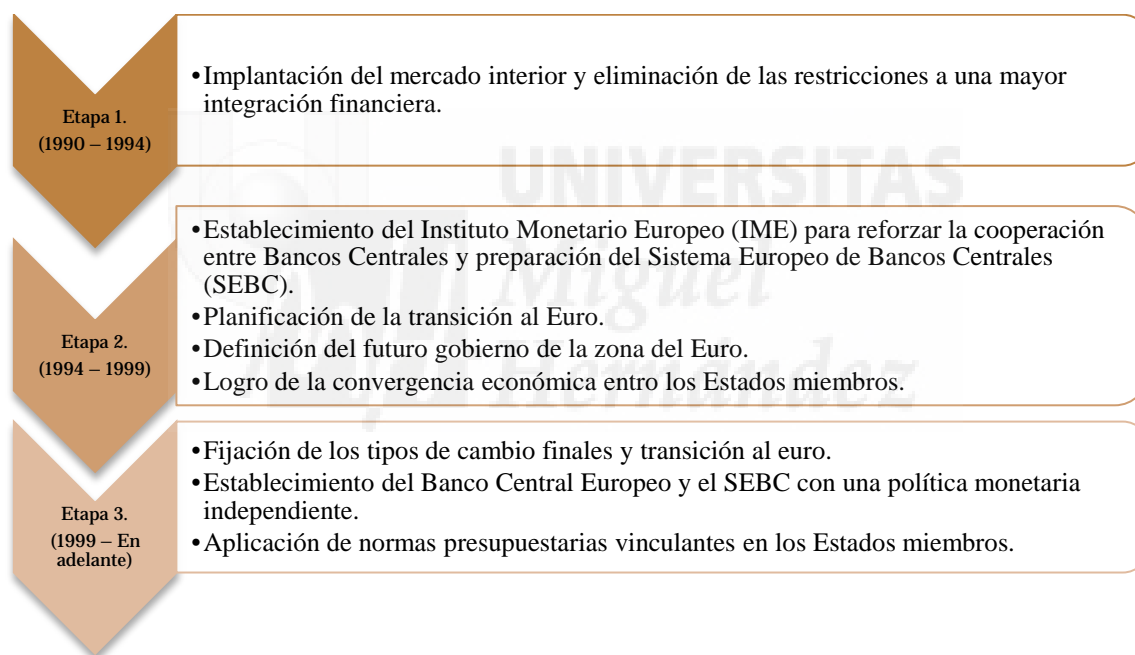 Etapa 1.
(1990 – 1994)
•Implantación del mercado interior y eliminación de las restricciones a una mayor
integración financiera.
UNIVERSITAS
Miguel
Hernández
Etapa 2.
(1994 – 1999)
•Establecimiento del Instituto Monetario Europeo (IME) para reforzar la cooperación
entre Bancos Centrales y preparación del Sistema Europeo de Bancos Centrales
(SEBC).
•Planificación de la transición al Euro.
•Definición del futuro gobierno de la zona del Euro.
•Logro de la convergencia económica entro los Estados miembros.
Etapa 3.
(1999 – En
adelante)
•Fijación de los tipos de cambio finales y transición al euro.
•Establecimiento del Banco Central Europeo y el SEBC con una política monetaria
independiente.
•Aplicación de normas presupuestarias vinculantes en los Estados miembros.